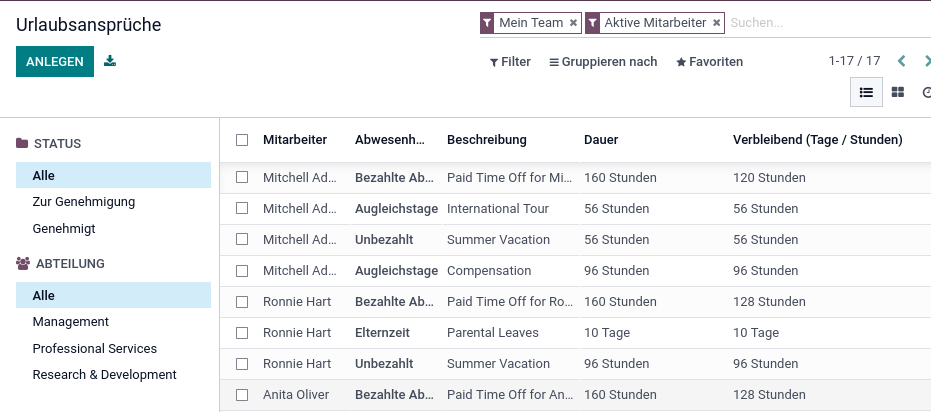 Urlaubsansprüche
Mein Team × Aktive Mitarbeiter × Suchen...
ANLEGEN
Filter Gruppieren nach Favoriten 1-17 / 17
STATUS
Alle
Zur Genehmigung
Genehmigt
ABTEILUNG
Alle
Management
Professional Services
Research & Development
Mitarbeiter Abwesenh... Beschreibung Dauer Verbleibend (Tage / Stunden)
Mitchell Ad... Bezahlte Ab... Paid Time Off for Mi... 160 Stunden 120 Stunden
Mitchell Ad... Augleichstage International Tour 56 Stunden 56 Stunden
Mitchell Ad... Unbezahlt Summer Vacation 56 Stunden 56 Stunden
Mitchell Ad... Augleichstage Compensation 96 Stunden 96 Stunden
Ronnie Hart Bezahlte Ab... Paid Time Off for Ro... 160 Stunden 128 Stunden
Ronnie Hart Elternzeit Parental Leaves 10 Tage 10 Tage
Ronnie Hart Unbezahlt Summer Vacation 96 Stunden 96 Stunden
Anita Oliver Bezahlte Ab... Paid Time Off for An... 160 Stunden 128 Stunden